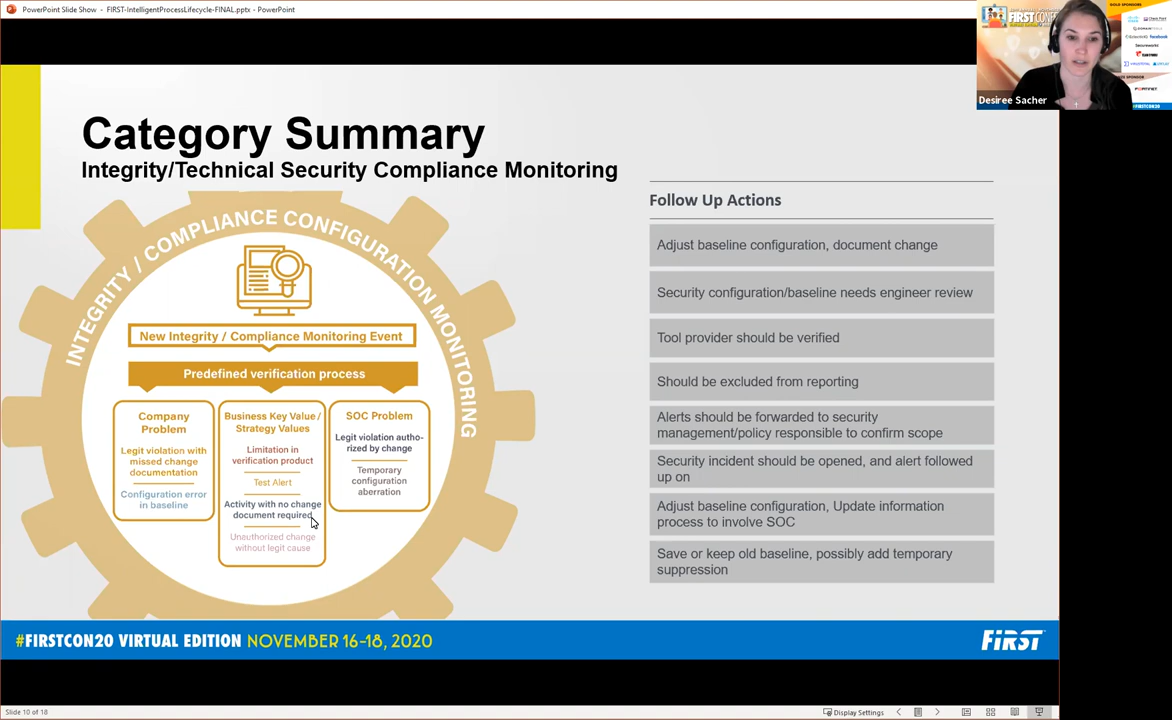 PowerPoint Slide Show - FIRST-IntelligentProcessLifecycle-FINAL.pptx - PowerPoint
Category Summary
Integrity/Technical Security Compliance Monitoring
INTEGRITY / COMPLIANCE CONFIGURATION MONITORING
New Integrity / Compliance Monitoring Event
Predefined verification process
Company
Problem
Legit violation with
missed change
documentation
Configuration error
in baseline
Business Key Value /
Strategy Values
Limitation in
verification product
Test Alert
Activity with no change
document required
Unauthorized change
without legit cause
SOC Problem
Legit violation autho-
rized by change
Temporary
configuration
aberration
Follow Up Actions
Adjust baseline configuration, document change
Security configuration/baseline needs engineer review
Tool provider should be verified
Should be excluded from reporting
Alerts should be forwarded to security
management/policy responsible to confirm scope
Security incident should be opened, and alert followed
up on
Adjust baseline configuration, Update information
process to involve SOC
Save or keep old baseline, possibly add temporary
suppression
#FIRSTCON20 VIRTUAL EDITION NOVEMBER 16-18, 2020
FIRST
GOLD SPONSORS
Check Point
facebook
Secureworks
FORTINET
#FIRSTCON20
Desiree Sacher
Slide 10 of 18
Display Settings